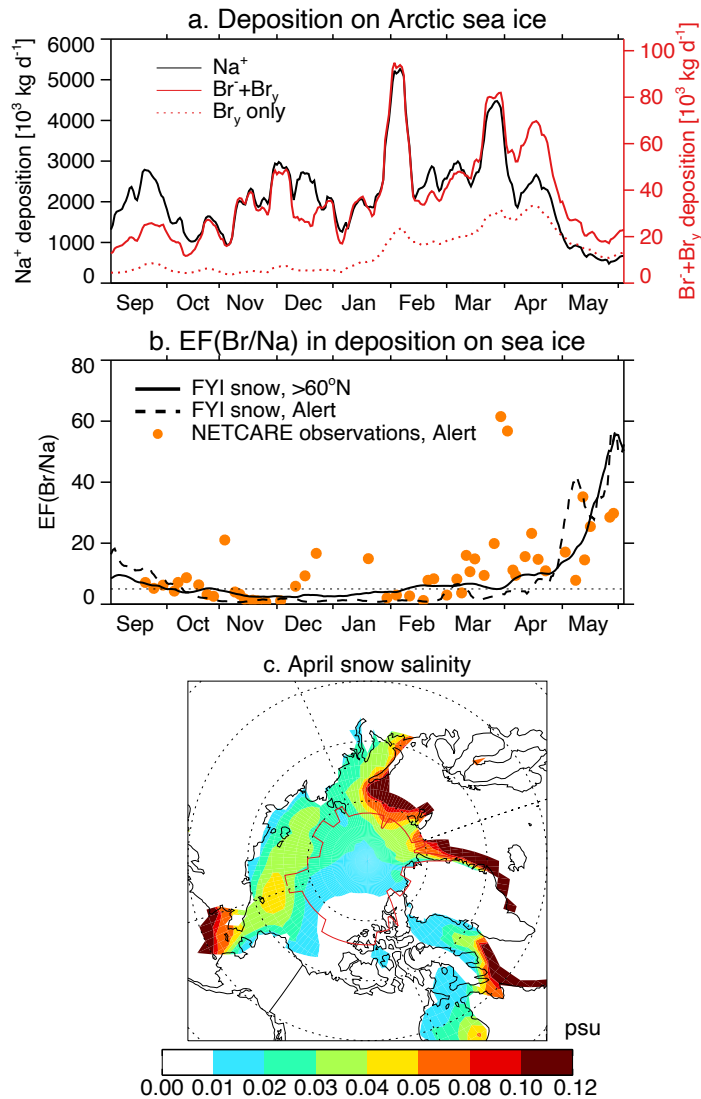 a. Deposition on Arctic sea ice
Na⁺ deposition [10³ kg d⁻¹]
6000
5000
4000
3000
2000
1000
0
Na⁺
Br⁻+Br_y
Br_y only
100
80
60
40
20
0
Br⁻+Br_y deposition [10³ kg d⁻¹]
Sep Oct Nov Dec Jan Feb Mar Apr May
b. EF(Br/Na) in deposition on sea ice
EF(Br/Na)
80
60
40
20
0
FYI snow, >60°N
FYI snow, Alert
NETCARE observations, Alert
Sep Oct Nov Dec Jan Feb Mar Apr May
c. April snow salinity
psu
0.00 0.01 0.02 0.03 0.04 0.05 0.08 0.10 0.12